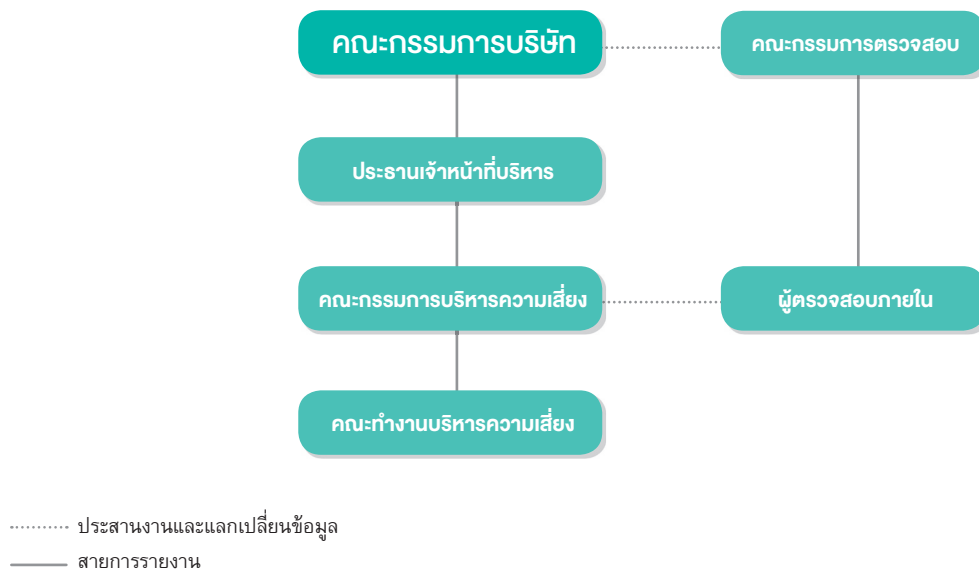 คณะกรรมการบริษัท
คณะกรรมการตรวจสอบ
ประธานเจ้าหน้าที่บริหาร
คณะกรรมการบริหารความเสี่ยง
ผู้ตรวจสอบภายใน
คณะทำงานบริหารความเสี่ยง
ประสานงานและแลกเปลี่ยนข้อมูล
สายการรายงาน